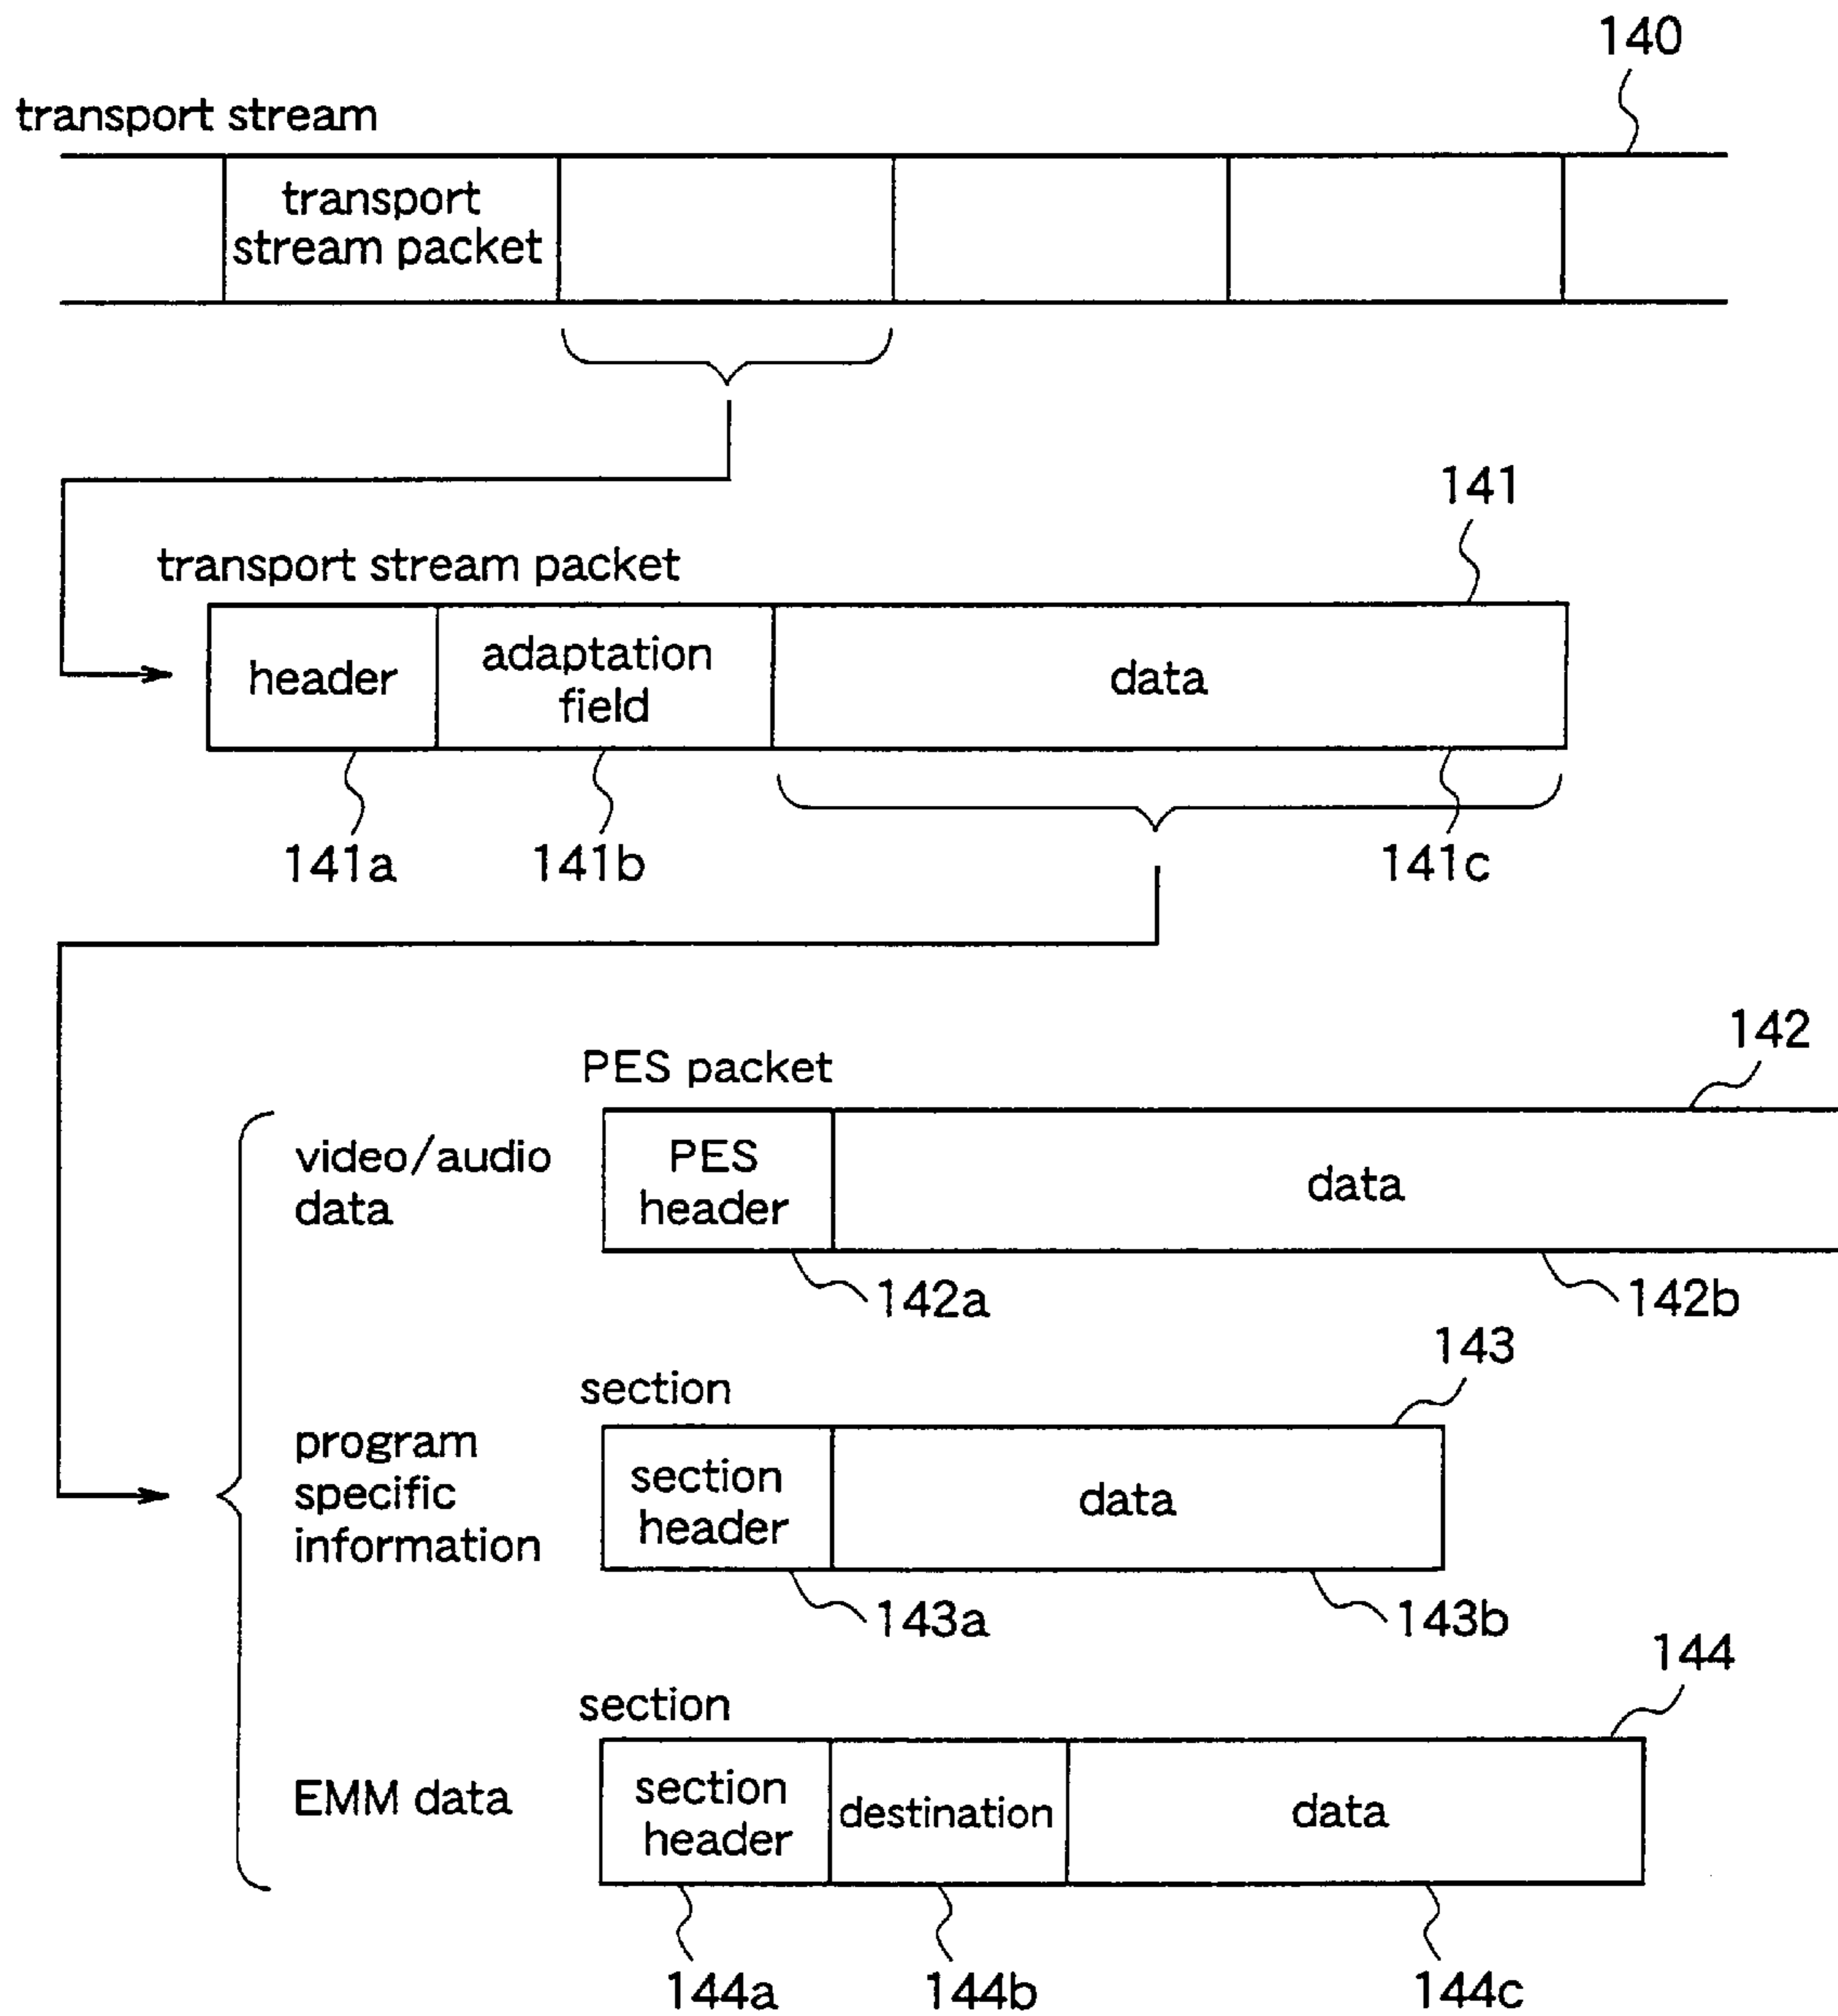 140
transport stream
transport
stream packet
141
transport stream packet
header
adaptation
field
data
141a
141b
141c
142
PES packet
video/audio
data
PES
header
data
142a
142b
143
section
program
specific
information
section
header
data
143a
143b
144
section
EMM data
section
header
destination
data
144a
144b
144c